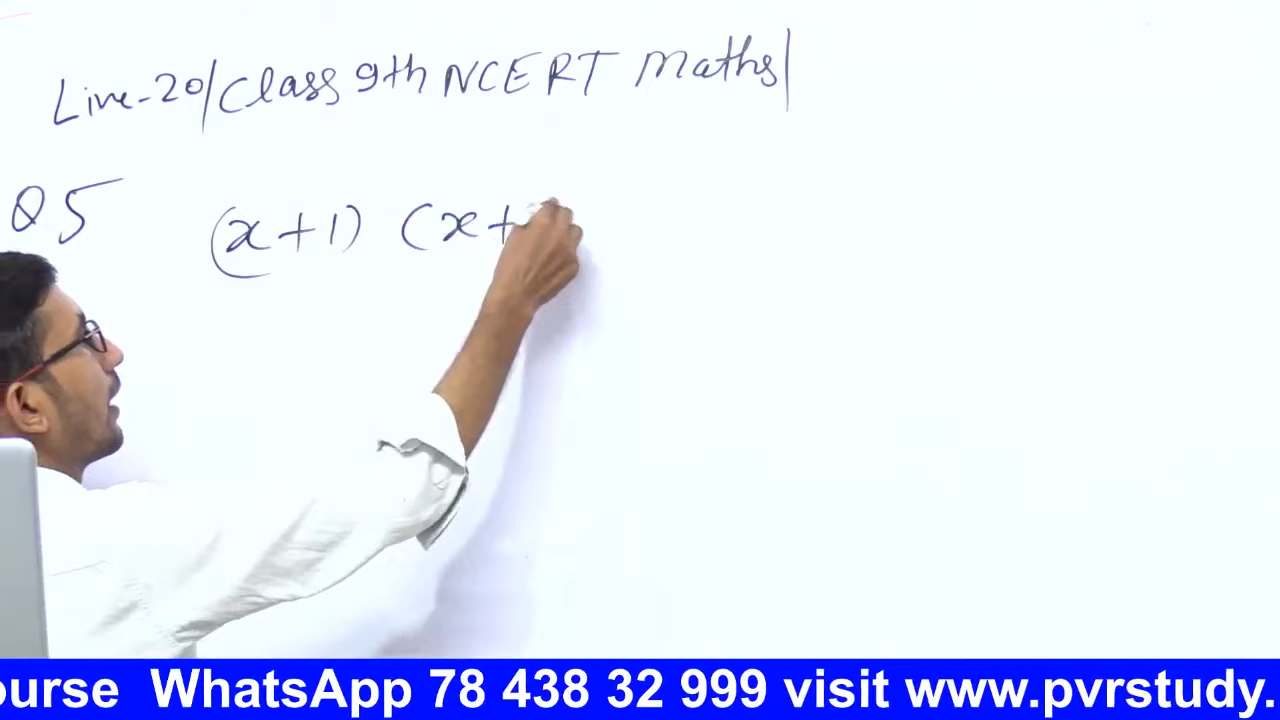 Live-20/Class 9th NCERT Maths/
Q5 (x+1) (x+
ourse WhatsApp 78 438 32 999 visit www.pvrstudy.